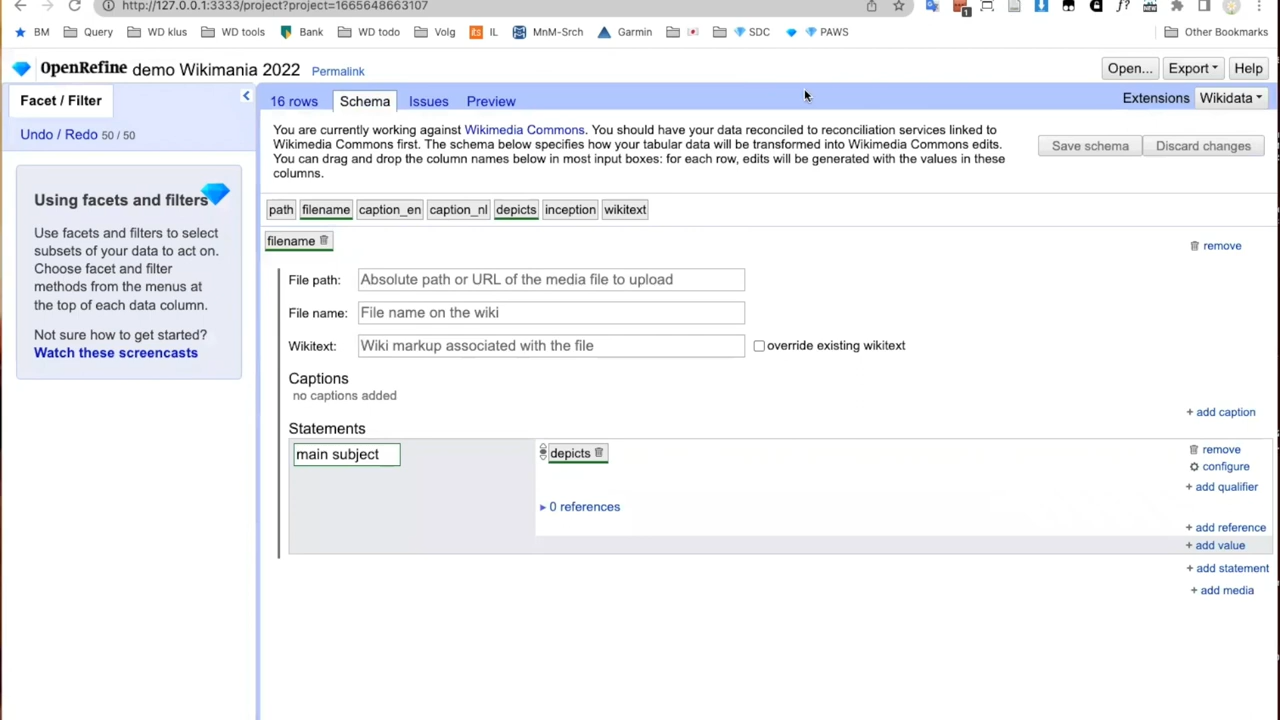 http://127.0.0.1:3333/project?project=1665648663107
1
BM Query WD klus WD tools Bank WD todo Volg IL MnM-Srch Garmin SDC PAWS Other Bookmarks
OpenRefine demo Wikimania 2022 Permalink Open... Export Help
Facet / Filter
16 rows Schema Issues Preview Extensions Wikidata
Undo / Redo 50 / 50
Using facets and filters
Use facets and filters to select
subsets of your data to act on.
Choose facet and filter
methods from the menus at
the top of each data column.
Not sure how to get started?
Watch these screencasts
You are currently working against Wikimedia Commons. You should have your data reconciled to reconciliation services linked to
Wikimedia Commons first. The schema below specifies how your tabular data will be transformed into Wikimedia Commons edits.
You can drag and drop the column names below in most input boxes: for each row, edits will be generated with the values in these
columns.
Save schema Discard changes
path filename caption_en caption_nl depicts inception wikitext
filename remove
File path: Absolute path or URL of the media file to upload
File name: File name on the wiki
Wikitext: Wiki markup associated with the file override existing wikitext
Captions
no captions added
+ add caption
Statements
main subject depicts remove
configure
+ add qualifier
0 references
+ add reference
+ add value
+ add statement
+ add media